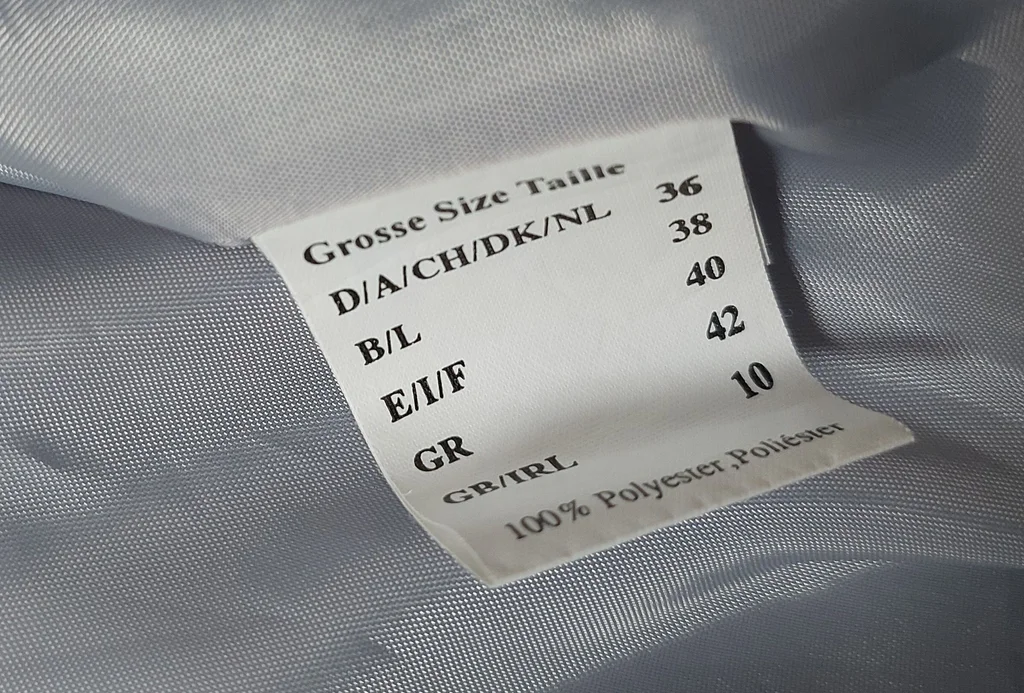 Grosse Size Taille
D/A/CH/DK/NL 36
B/L 38
E/I/F 40
GR 42
GB/IRL 10
100% Polyester,Poliéster